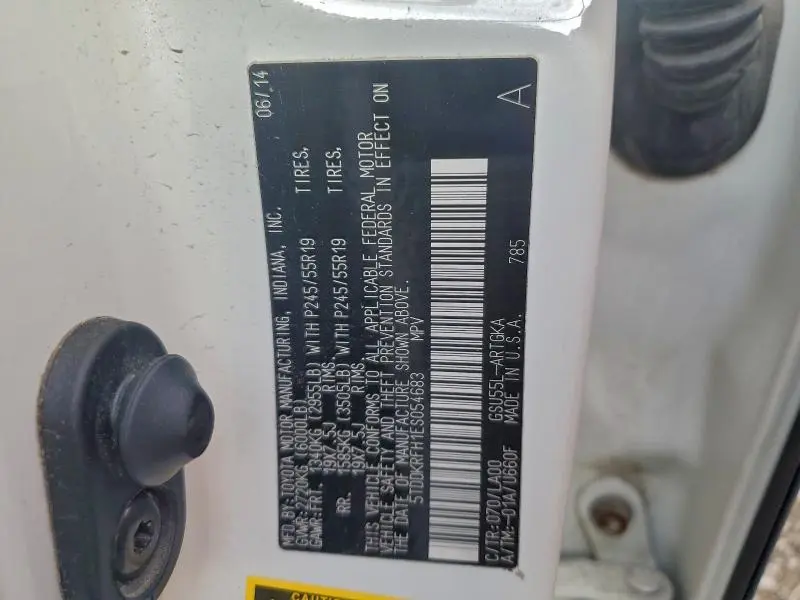 MFD. BY: TOYOTA MOTOR MANUFACTURING, INDIANA, INC. 06/14
GVWR: 2720KG (6000LB)
GAWR: FRT. 1340KG (2955LB) WITH P245/55R19 TIRES,
19X7.5J RIMS
RR. 1585KG (3505LB) WITH P245/55R19 TIRES,
19X7.5J RIMS
THIS VEHICLE CONFORMS TO ALL APPLICABLE FEDERAL MOTOR
VEHICLE SAFETY AND THEFT PREVENTION STANDARDS IN EFFECT ON
THE DATE OF MANUFACTURE SHOWN ABOVE.
5TDDKRFH1ES054683 MPV
C/TR: 070/LA00 GSU55L-ARTGKA 785 A
A/TM: -01A/U660F MADE IN U.S.A.
CAUTION